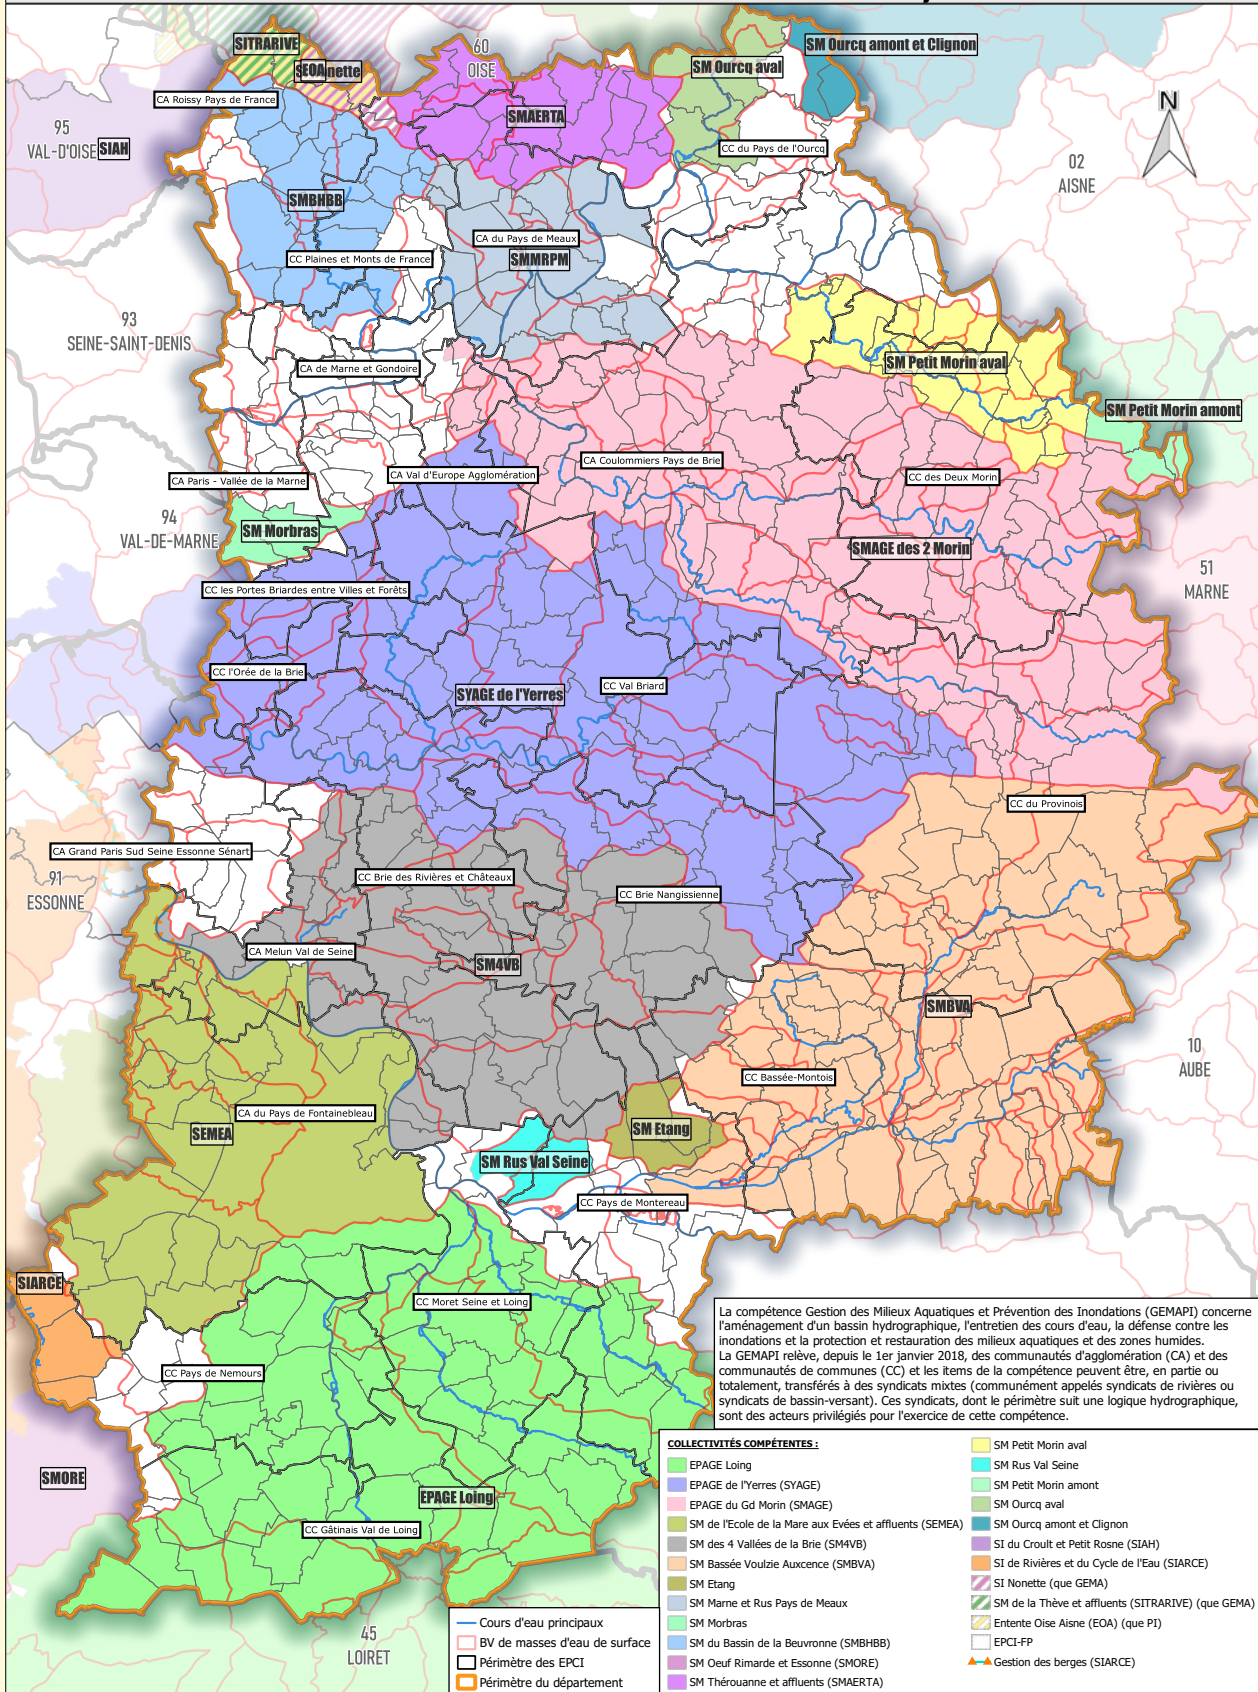 SITRARIVE
60
OISE
SM Ourcq amont et Clignon
SM Ourcq aval
EOA
CA Roissy Pays de France
N
SMAERTA
95
VAL-D'OISE
SIAH
CC du Pays de l'Ourcq
02
AISNE
SMBHBB
CA du Pays de Meaux
CC Plaines et Monts de France
SMMRPM
93
SEINE-SAINT-DENIS
CA de Marne et Gondoire
SM Petit Morin aval
SM Petit Morin amont
CA Coulommiers Pays de Brie
CA Val d'Europe Agglomération
CC des Deux Morin
CA Paris - Vallée de la Marne
94
VAL-DE-MARNE
SM Morbras
SMAGE des 2 Morin
51
MARNE
CC les Portes Briardes entre Villes et Forêts
CC l'Orée de la Brie
SYAGE de l'Yerres
CC Val Briard
CC du Provinois
CA Grand Paris Sud Seine Essonne Sénart
91
ESSONNE
CC Brie des Rivières et Châteaux
CC Brie Nangissienne
CA Melun Val de Seine
SM4VB
SMBVA
10
AUBE
CC Bassée-Montois
CA du Pays de Fontainebleau
SEMEA
SM Etang
SM Rus Val Seine
CC Pays de Montereau
SIARCE
CC Moret Seine et Loing
CC Pays de Nemours
SMORE
EPAGE Loing
CC Gâtinais Val de Loing
45
LOIRET
La compétence Gestion des Milieux Aquatiques et Prévention des Inondations (GEMAPI) concerne
l'aménagement d'un bassin hydrographique, l'entretien des cours d'eau, la défense contre les
inondations et la protection et restauration des milieux aquatiques et des zones humides.
La GEMAPI relève, depuis le 1er janvier 2018, des communautés d'agglomération (CA) et des
communautés de communes (CC) et les items de la compétence peuvent être, en partie ou
totalement, transférés à des syndicats mixtes (communément appelés syndicats de rivières ou
syndicats de bassin-versant). Ces syndicats, dont le périmètre suit une logique hydrographique,
sont des acteurs privilégiés pour l'exercice de cette compétence.
COLLECTIVITÉS COMPÉTENTES :
EPAGE Loing
EPAGE de l'Yerres (SYAGE)
EPAGE du Gd Morin (SMAGE)
SM de l'Ecole de la Mare aux Evées et affluents (SEMEA)
SM des 4 Vallées de la Brie (SM4VB)
SM Bassée Voulzie Auxcence (SMBVA)
SM Etang
SM Marne et Rus Pays de Meaux
SM Morbras
SM du Bassin de la Beuvronne (SMBHBB)
SM Oeuf Rimarde et Essonne (SMORE)
SM Thérouanne et affluents (SMAERTA)
SM Petit Morin aval
SM Rus Val Seine
SM Petit Morin amont
SM Ourcq aval
SM Ourcq amont et Clignon
SI du Croult et Petit Rosne (SIAH)
SI de Rivières et du Cycle de l'Eau (SIARCE)
SI Nonette (que GEMA)
SM de la Thève et affluents (SITRARIVE) (que GEMA)
Entente Oise Aisne (EOA) (que PI)
EPCI-FP
Gestion des berges (SIARCE)
Cours d'eau principaux
BV de masses d'eau de surface
Périmètre des EPCI
Périmètre du département